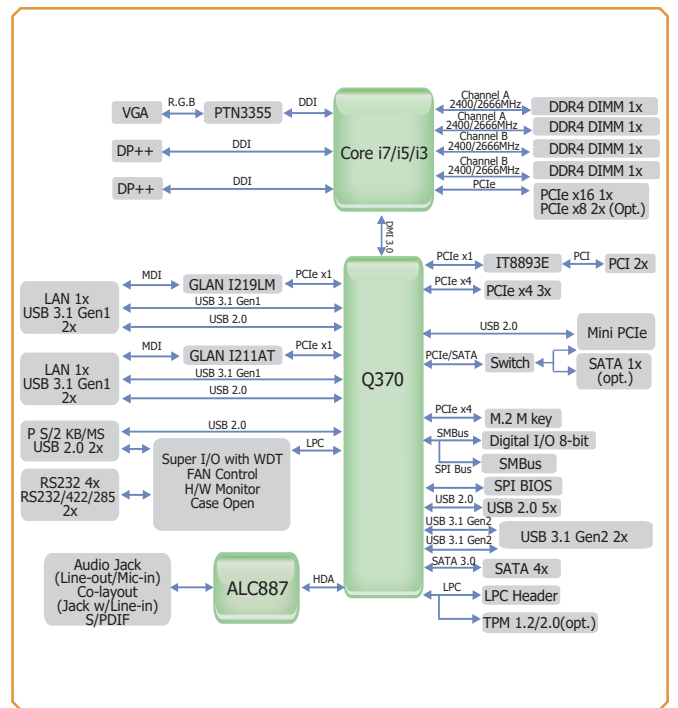 R.G.B
VGA
PTN3355
DDI
DP++
DDI
DP++
DDI
Core i7/i5/i3
Channel A
2400/2666MHz
DDR4 DIMM 1x
Channel A
2400/2666MHz
DDR4 DIMM 1x
Channel B
2400/2666MHz
DDR4 DIMM 1x
Channel B
2400/2666MHz
DDR4 DIMM 1x
PCIe
PCIe x16 1x
PCIe x8 2x (Opt.)
DMI 3.0
LAN 1x
USB 3.1 Gen1
2x
MDI
GLAN I219LM
PCIe x1
USB 3.1 Gen1
USB 2.0
LAN 1x
USB 3.1 Gen1
2x
MDI
GLAN I211AT
PCIe x1
USB 3.1 Gen1
USB 2.0
P S/2 KB/MS
USB 2.0 2x
USB 2.0
Super I/O with WDT
FAN Control
H/W Monitor
Case Open
LPC
RS232 4x
RS232/422/285
2x
Audio Jack
(Line-out/Mic-in)
Co-layout
(Jack w/Line-in)
S/PDIF
ALC887
HDA
Q370
PCIe x1
IT8893E
PCI
PCI 2x
PCIe x4
PCIe x4 3x
USB 2.0
Mini PCIe
PCIe/SATA
Switch
SATA 1x
(opt.)
PCIe x4
M.2 M key
SMBus
Digital I/O 8-bit
SMBus
SPI Bus
SPI BIOS
USB 2.0
USB 2.0 5x
USB 3.1 Gen2
USB 3.1 Gen2
USB 3.1 Gen2 2x
SATA 3.0
SATA 4x
LPC
LPC Header
TPM 1.2/2.0(opt.)